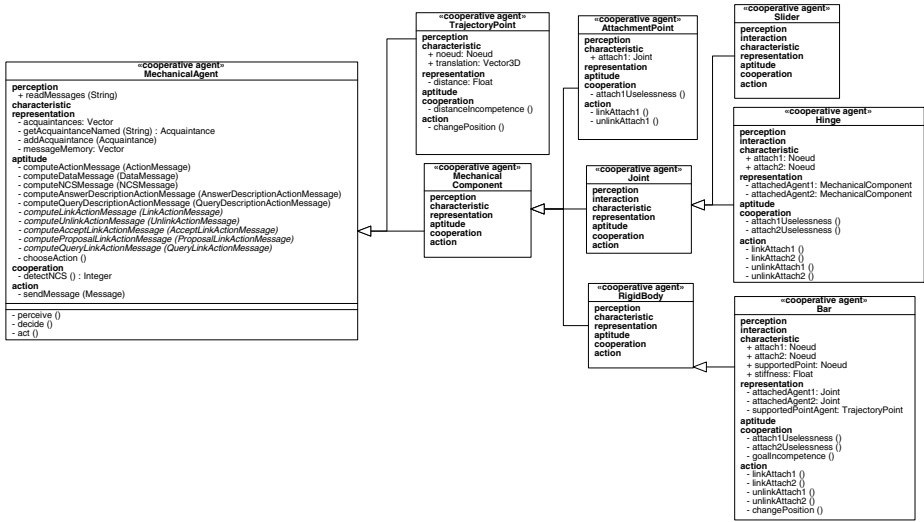 «cooperative agent»
MechanicalAgent
perception
+ readMessages (String)
characteristic
representation
- acquaintances: Vector
- getAcquaintanceNamed (String) : Acquaintance
- addAcquaintance (Acquaintance)
- messageMemory: Vector
aptitude
- computeActionMessage (ActionMessage)
- computeDataMessage (DataMessage)
- computeNCSMessage (NCSMessage)
- computeAnswerDescriptionActionMessage (AnswerDescriptionActionMessage)
- computeQueryDescriptionActionMessage (QueryDescriptionActionMessage)
- computeLinkActionMessage (LinkActionMessage)
- computeUnlinkActionMessage (UnlinkActionMessage)
- computeAcceptLinkActionMessage (AcceptLinkActionMessage)
- computeProposalLinkActionMessage (ProposalLinkActionMessage)
- computeQueryLinkActionMessage (QueryLinkActionMessage)
- chooseAction ()
cooperation
- detectNCS () : Integer
action
- sendMessage (Message)
- perceive ()
- decide ()
- act ()
«cooperative agent»
TrajectoryPoint
perception
characteristic
+ noeud: Noeud
+ translation: Vector3D
representation
- distance: Float
aptitude
cooperation
- distanceIncompetence ()
action
- changePosition ()
«cooperative agent»
Mechanical
Component
perception
characteristic
representation
aptitude
cooperation
action
«cooperative agent»
AttachmentPoint
perception
characteristic
+ attach1: Joint
representation
aptitude
cooperation
- attach1Uselessness ()
action
- linkAttach1 ()
- unlinkAttach1 ()
«cooperative agent»
Joint
perception
interaction
characteristic
representation
aptitude
cooperation
action
«cooperative agent»
RigidBody
perception
characteristic
representation
aptitude
cooperation
action
«cooperative agent»
Slider
perception
interaction
characteristic
representation
aptitude
cooperation
action
«cooperative agent»
Hinge
perception
interaction
characteristic
+ attach1: Noeud
+ attach2: Noeud
representation
- attachedAgent1: MechanicalComponent
- attachedAgent2: MechanicalComponent
aptitude
cooperation
- attach1Uselessness ()
- attach2Uselessness ()
action
- linkAttach1 ()
- linkAttach2 ()
- unlinkAttach1 ()
- unlinkAttach2 ()
«cooperative agent»
Bar
perception
interaction
characteristic
+ attach1: Noeud
+ attach2: Noeud
+ supportedPoint: Noeud
+ stiffness: Float
representation
- attachedAgent1: Joint
- attachedAgent2: Joint
- supportedPointAgent: TrajectoryPoint
aptitude
cooperation
- attach1Uselessness ()
- attach2Uselessness ()
- goalIncompetence ()
action
- linkAttach1 ()
- linkAttach2 ()
- unlinkAttach1 ()
- unlinkAttach2 ()
- changePosition ()